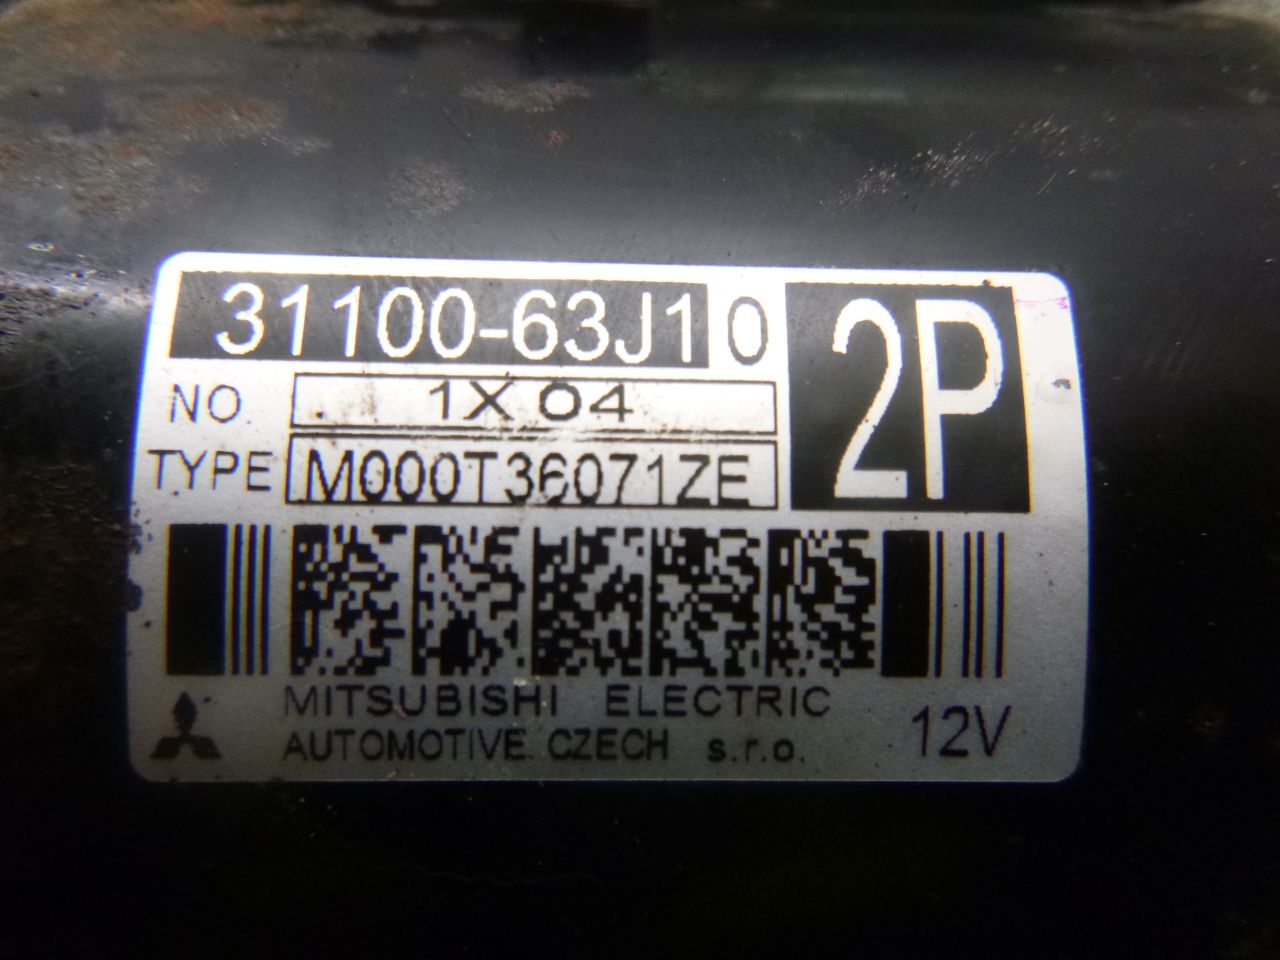 31100-63J10 2P
NO 1X04
TYPE M000T36071ZE
MITSUBISHI ELECTRIC
AUTOMOTIVE CZECH s.r.o. 12V